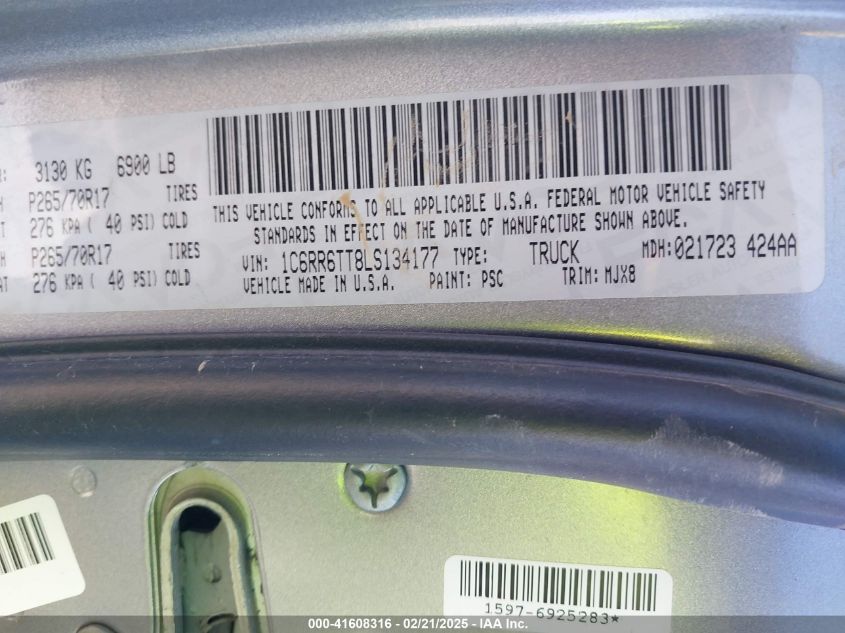 3130 KG 6900 LB
P265/70R17 TIRES
276 KPA ( 40 PSI) COLD
P265/70R17 TIRES
276 KPA ( 40 PSI) COLD
THIS VEHICLE CONFORMS TO ALL APPLICABLE U.S.A. FEDERAL MOTOR VEHICLE SAFETY
STANDARDS IN EFFECT ON THE DATE OF MANUFACTURE SHOWN ABOVE.
VIN: 1C6RR6TT8LS134177 TYPE: TRUCK MDH:021723 424AA
VEHICLE MADE IN U.S.A. PAINT: PSC TRIM: MJX8
1597-6925283*
000-41608316 - 02/21/2025 - IAA Inc.